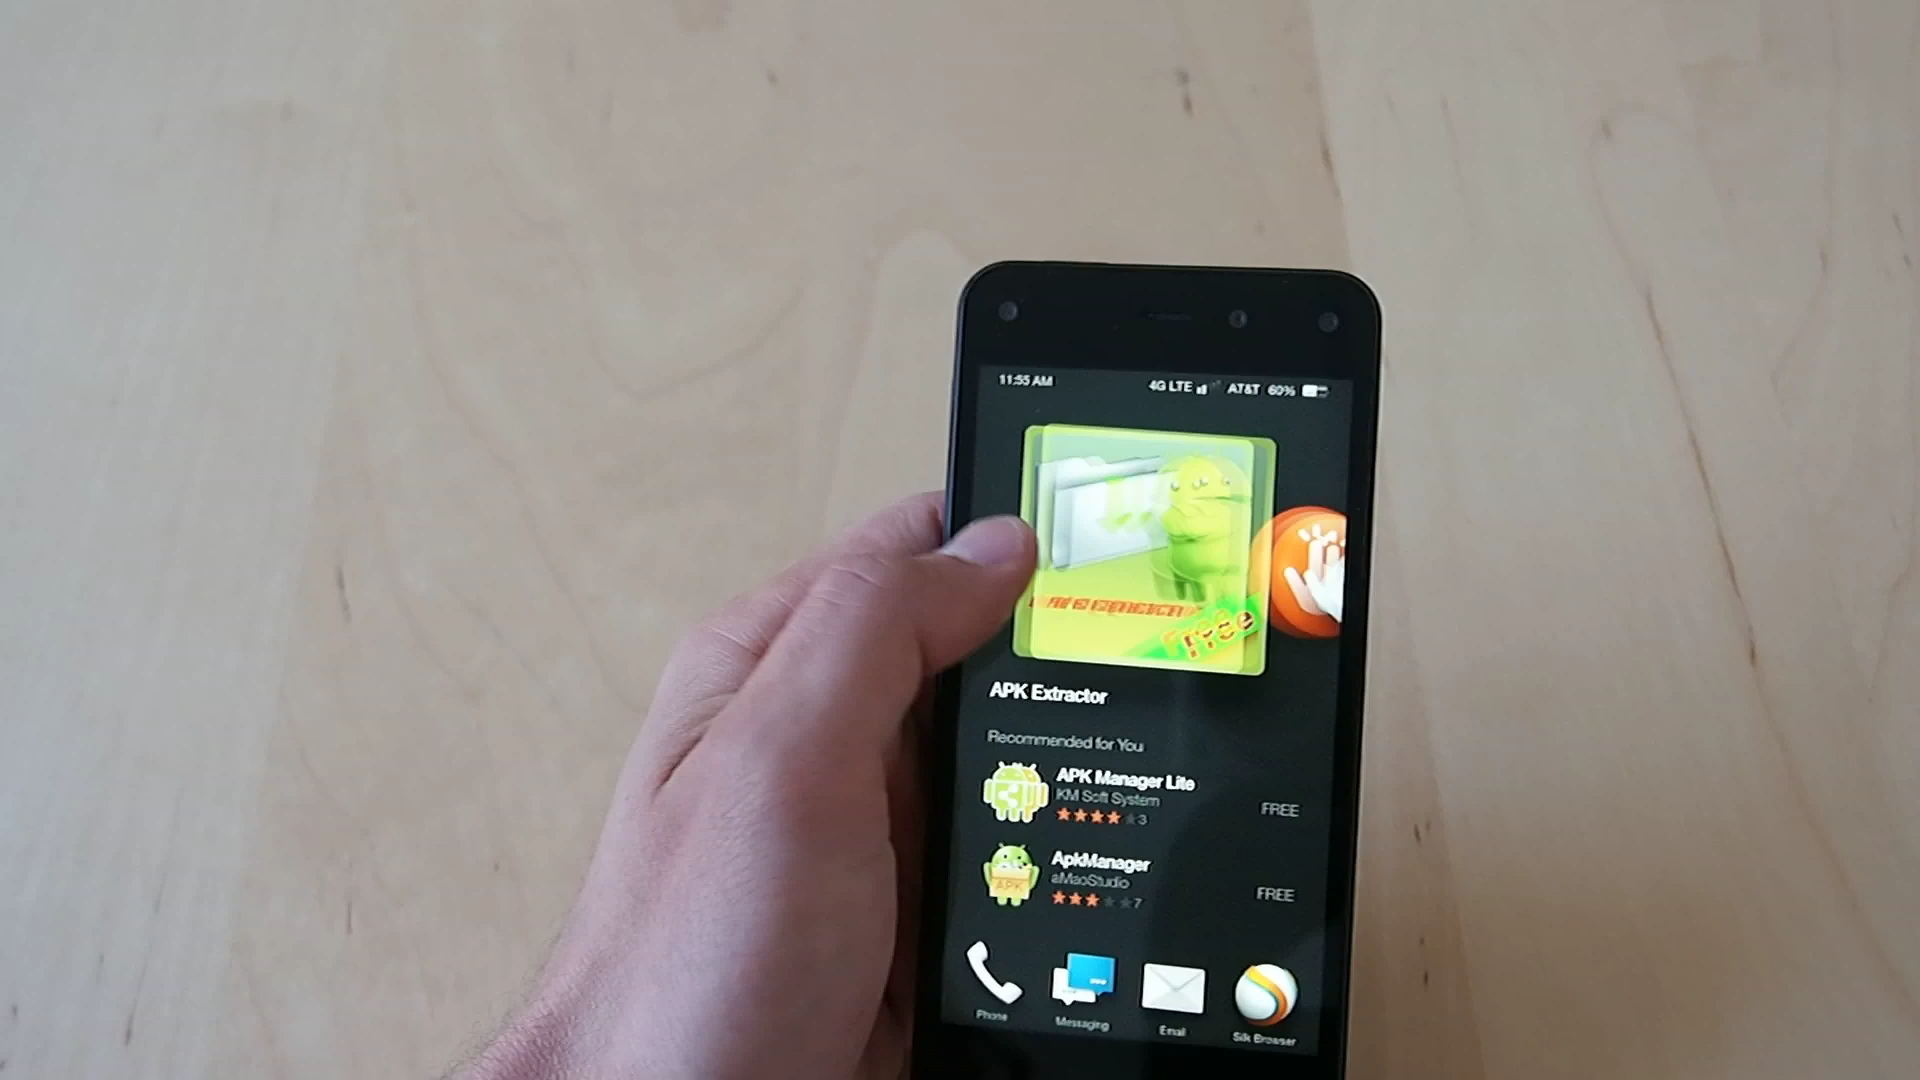 11:55 AM 4G LTE AT&T 60%
Free
APK Extractor
Recommended for You
APK Manager Lite
KM Soft System
3
FREE
ApkManager
aMaoStudio
7
FREE
APK
Phone
Messaging
Email
Silk Browser